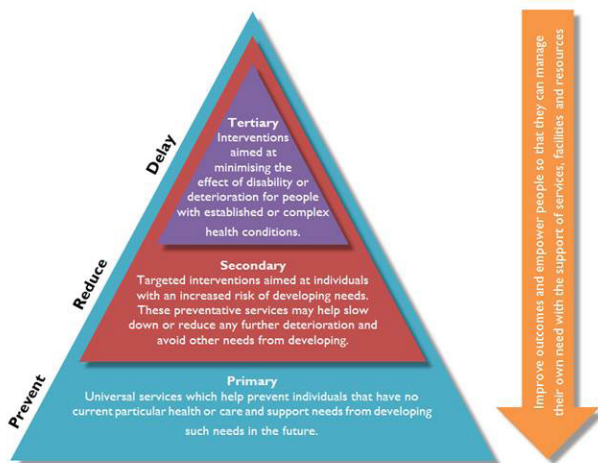 Tertiary
Interventions
aimed at
minimising the
effect of disability or
deterioration for people
with established or complex
health conditions.
Secondary
Targeted interventions aimed at individuals
with an increased risk of developing needs.
These preventative services may help slow
down or reduce any further deterioration and
avoid other needs from developing.
Primary
Universal services which help prevent individuals that have no
current particular health or care and support needs from developing
such needs in the future.
Delay
Reduce
Prevent
Improve outcomes and empower people so that they can manage
their own need with the support of services, facilities and resources